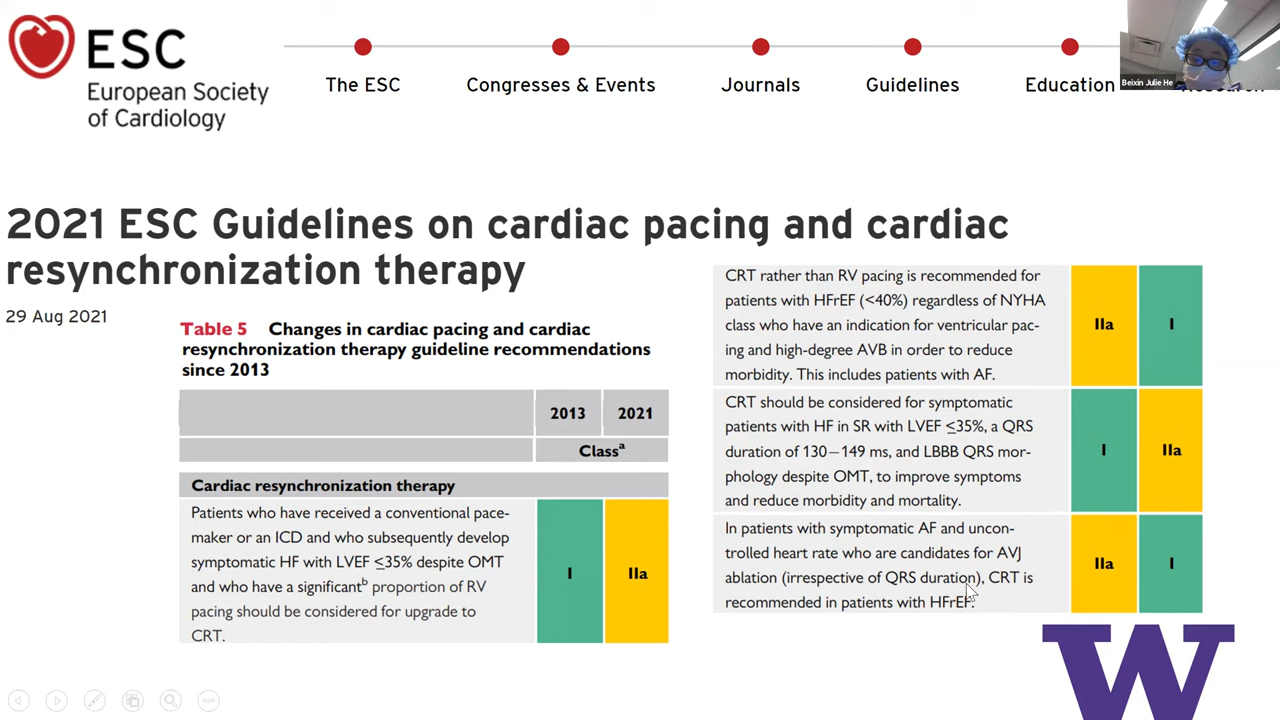 ESC
European Society
of Cardiology
The ESC
Congresses & Events
Journals
Guidelines
Education
Beixin Julie He
2021 ESC Guidelines on cardiac pacing and cardiac
resynchronization therapy
29 Aug 2021
Table 5 Changes in cardiac pacing and cardiac
resynchronization therapy guideline recommendations
since 2013
2013 2021
Classa
Cardiac resynchronization therapy
Patients who have received a conventional pace-
maker or an ICD and who subsequently develop
symptomatic HF with LVEF ≤35% despite OMT
and who have a significantb proportion of RV
pacing should be considered for upgrade to
CRT.
I IIa
CRT rather than RV pacing is recommended for
patients with HFrEF (<40%) regardless of NYHA
class who have an indication for ventricular pac-
ing and high-degree AVB in order to reduce
morbidity. This includes patients with AF.
IIa I
CRT should be considered for symptomatic
patients with HF in SR with LVEF ≤35%, a QRS
duration of 130–149 ms, and LBBB QRS mor-
phology despite OMT, to improve symptoms
and reduce morbidity and mortality.
I IIa
In patients with symptomatic AF and uncon-
trolled heart rate who are candidates for AVJ
ablation (irrespective of QRS duration), CRT is
recommended in patients with HFrEF.
IIa I
W